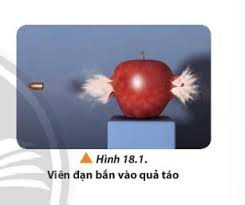 Hình 18.1.
Viên đạn bắn vào quả táo